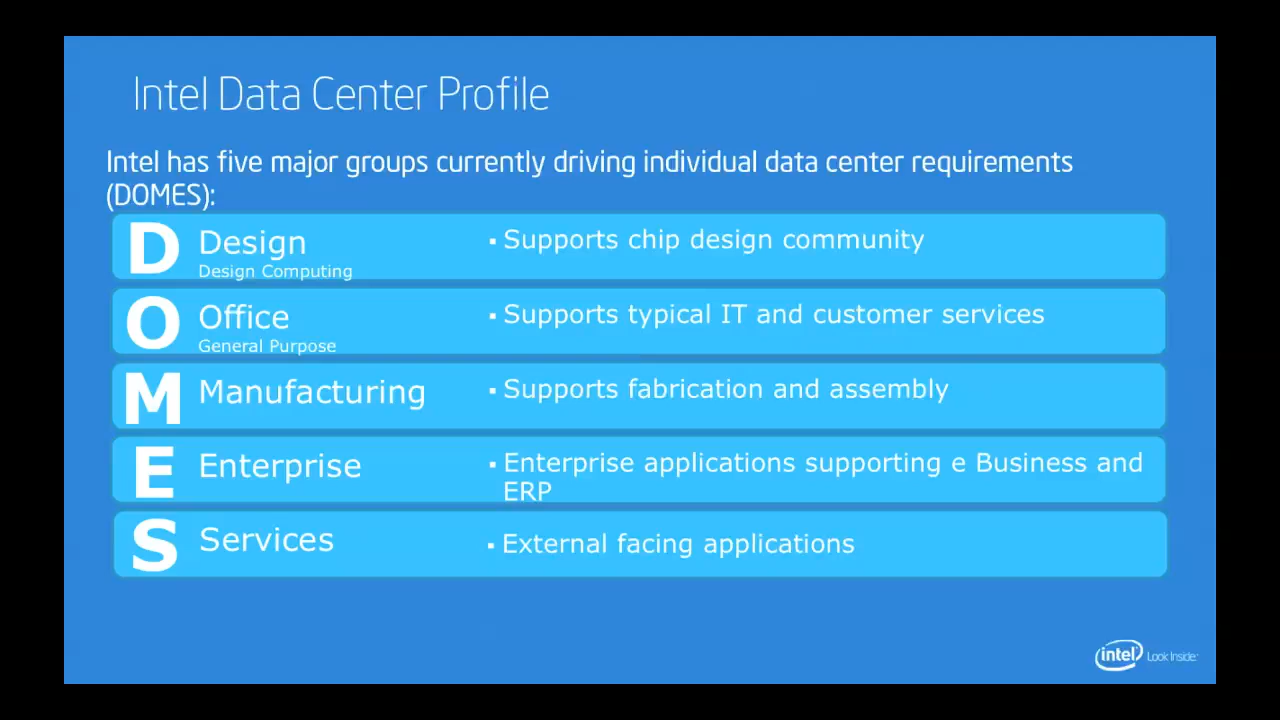 Intel Data Center Profile
Intel has five major groups currently driving individual data center requirements
(DOMES):
D Design ▪ Supports chip design community
Design Computing
O Office ▪ Supports typical IT and customer services
General Purpose
M Manufacturing ▪ Supports fabrication and assembly
E Enterprise ▪ Enterprise applications supporting e Business and
ERP
S Services ▪ External facing applications
intel Look Inside.™